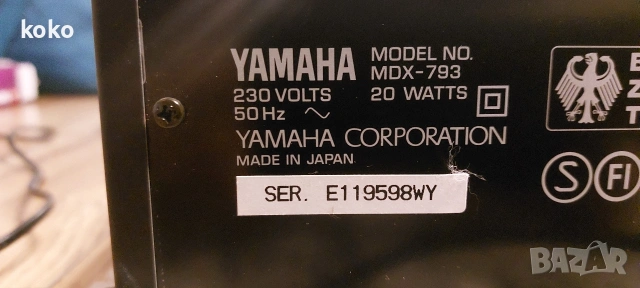 koko
YAMAHA
MODEL NO.
MDX-793
230 VOLTS 20 WATTS
50 Hz ~
YAMAHA CORPORATION
MADE IN JAPAN
SER. E119598WY
S FI
BAZAR